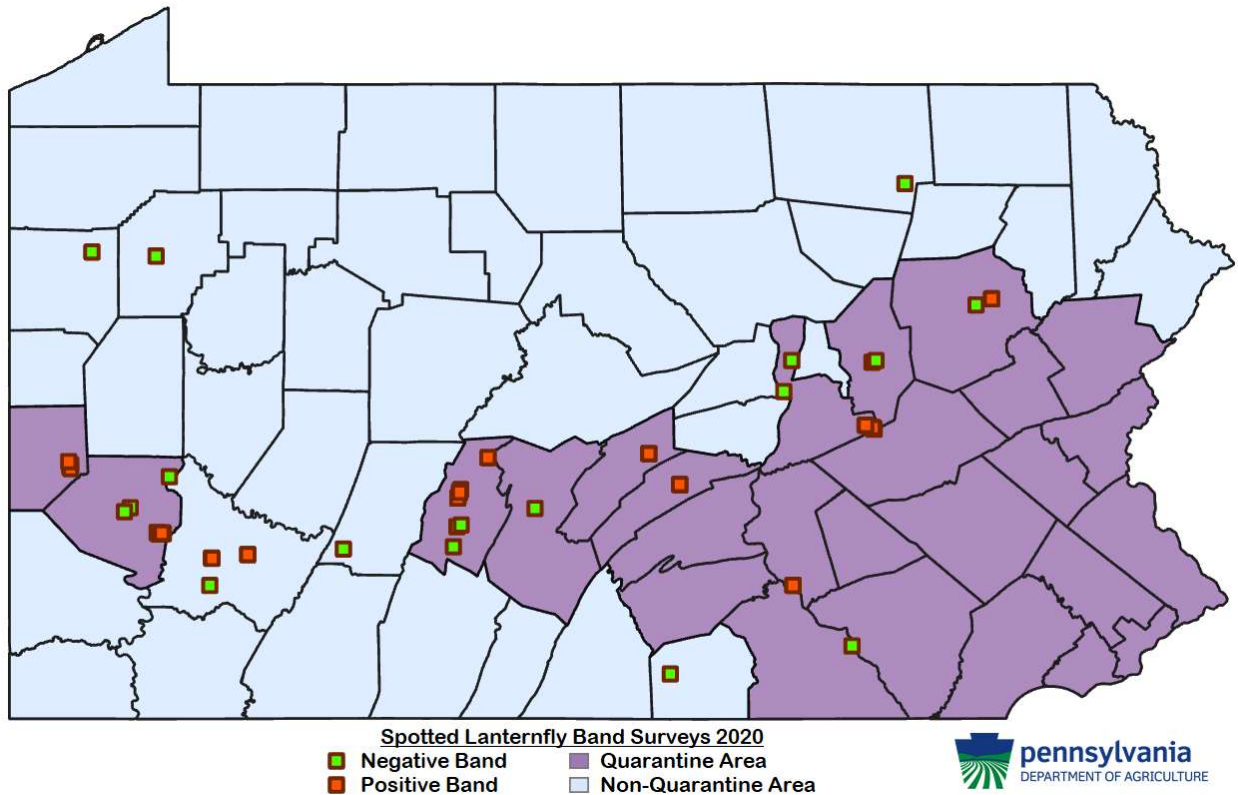 Spotted Lanternfly Band Surveys 2020
Negative Band Quarantine Area
Positive Band Non-Quarantine Area
pennsylvania
DEPARTMENT OF AGRICULTURE